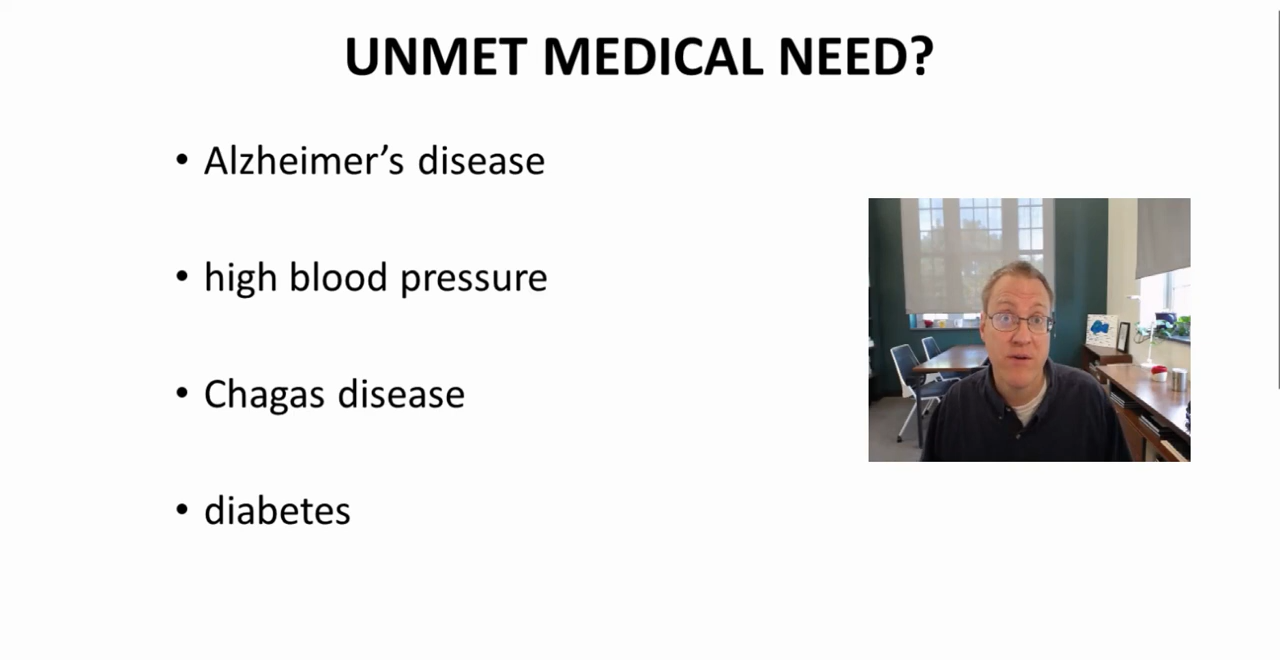 UNMET MEDICAL NEED?
• Alzheimer’s disease
• high blood pressure
• Chagas disease
• diabetes